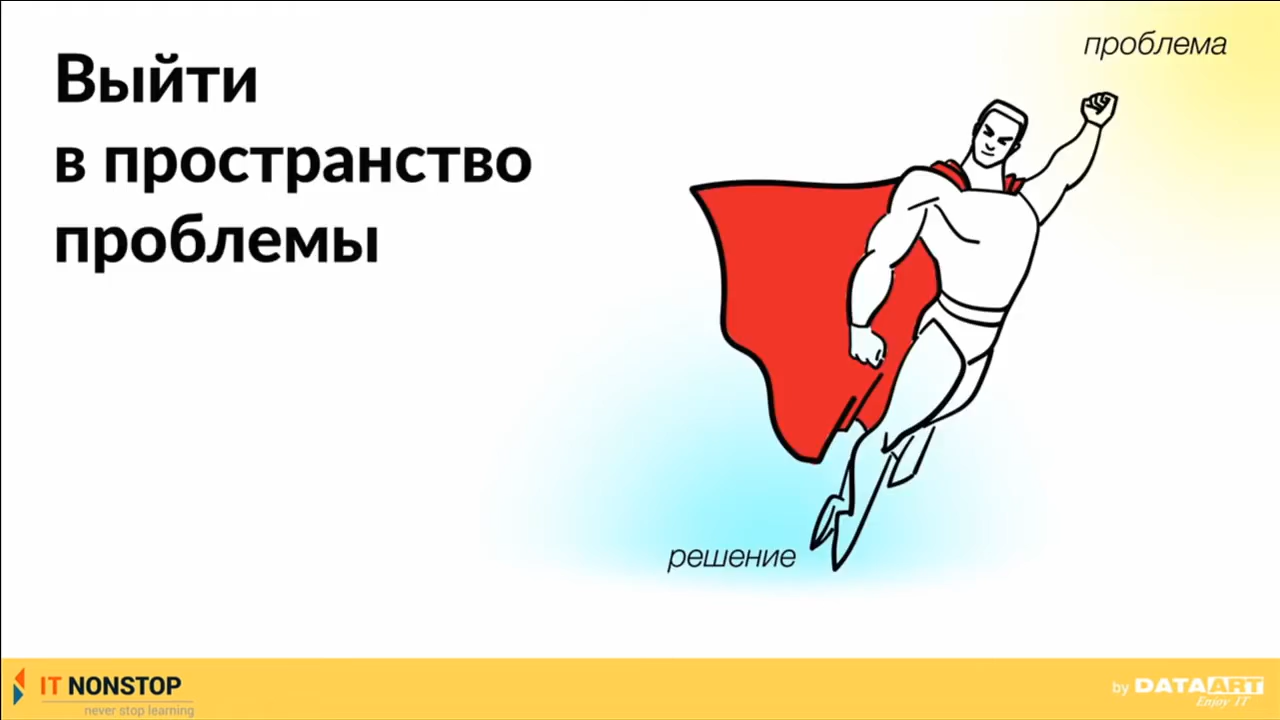 Выйти
в пространство
проблемы
проблема
решение
IT NONSTOP
never stop learning
by DATAART
Enjoy IT